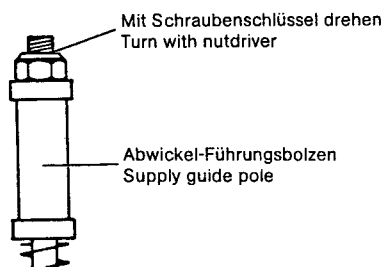 Mit Schraubenschlüssel drehen
Turn with nutdriver
Abwickel-Führungsbolzen
Supply guide pole